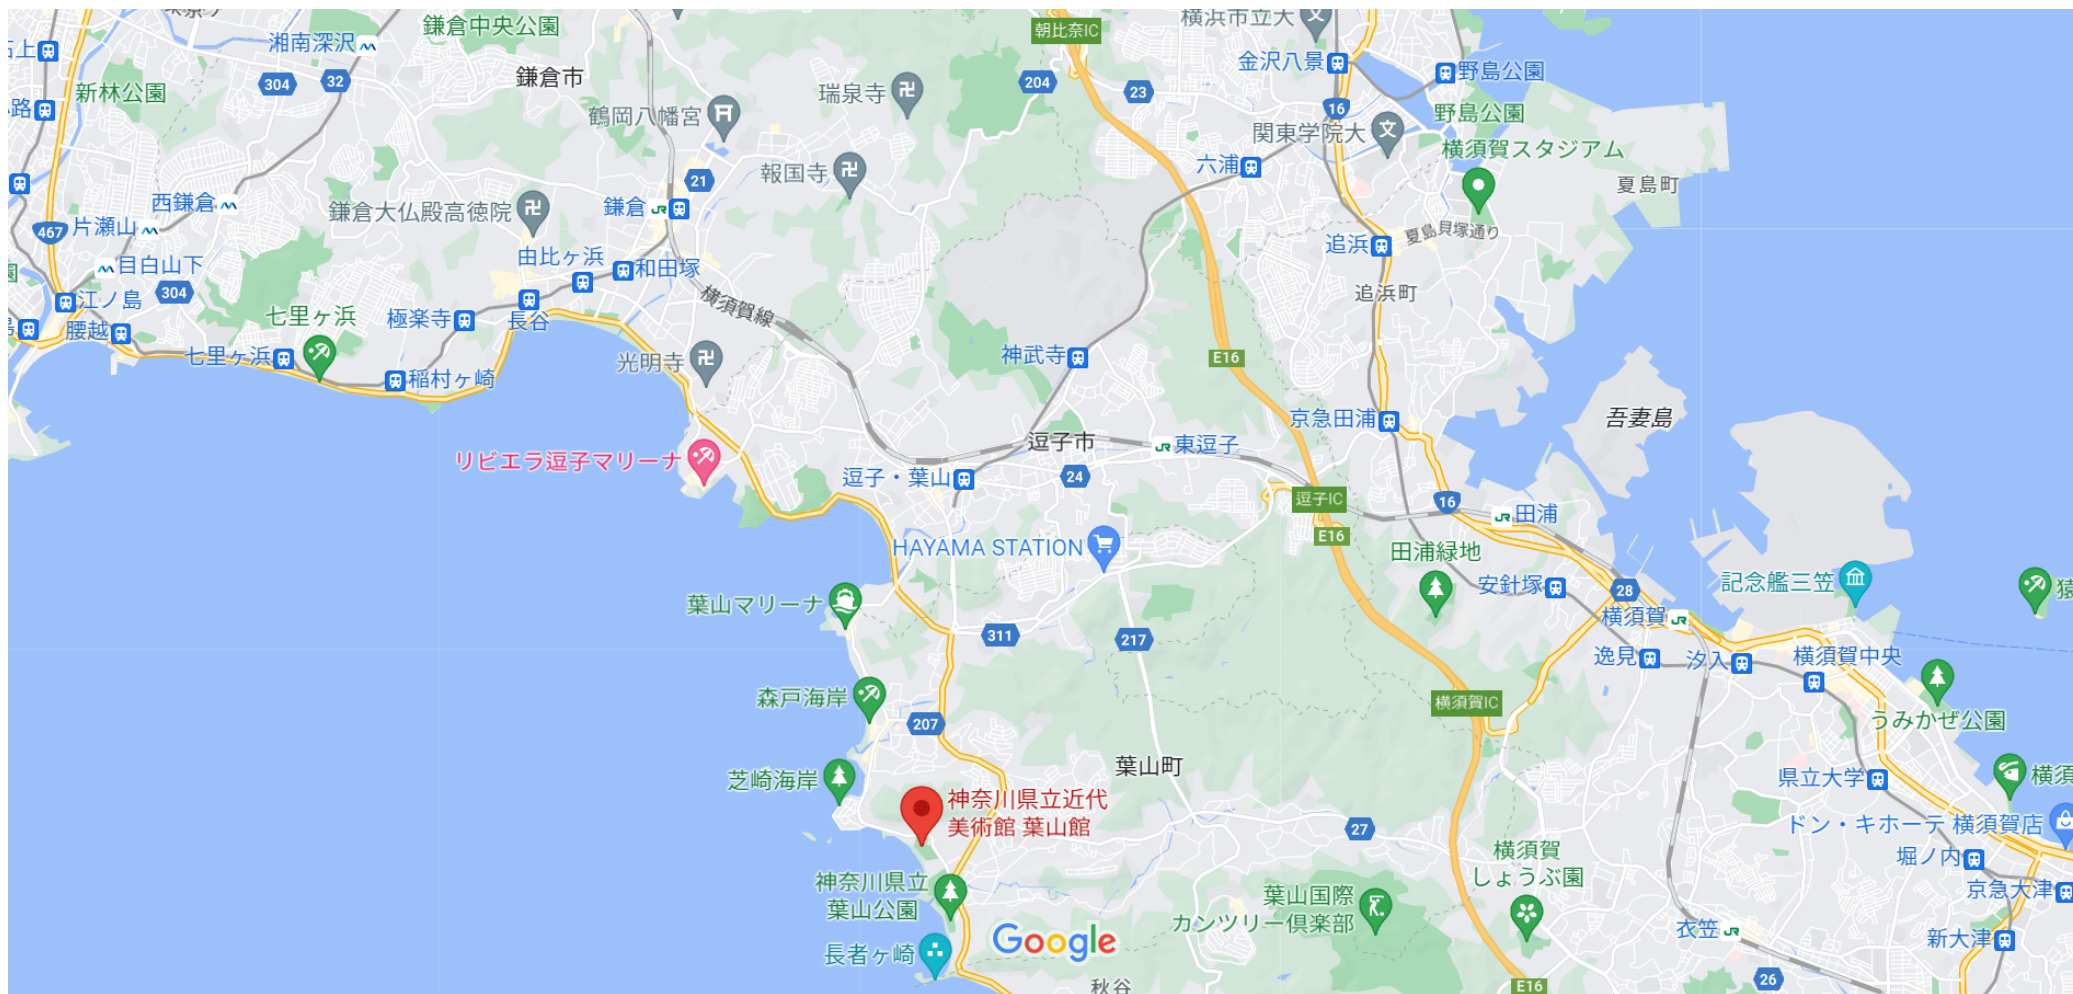 湘南深沢
鎌倉中央公園
朝比奈IC
横浜市立大
304
32
鎌倉市
204
23
金沢八景
野島公園
新林公園
瑞泉寺
16
野島公園
鶴岡八幡宮
関東学院大
横須賀スタジアム
報国寺
六浦
夏島町
21
西鎌倉
鎌倉大仏殿高徳院
鎌倉
JR
467
片瀬山
追浜
夏島貝塚通り
目白山下
由比ヶ浜
和田塚
304
江ノ島
追浜町
横須賀線
七里ヶ浜
極楽寺
長谷
腰越
七里ヶ浜
光明寺
神武寺
E16
稲村ヶ崎
京急田浦
吾妻島
逗子市
JR
東逗子
リビエラ逗子マリーナ
逗子・葉山
24
逗子IC
16
JR
田浦
E16
HAYAMA STATION
田浦緑地
安針塚
28
記念艦三笠
猿
葉山マリーナ
311
217
横須賀
JR
逸見
汐入
横須賀中央
森戸海岸
207
横須賀IC
うみかぜ公園
葉山町
芝崎海岸
県立大学
横須
神奈川県立近代
美術館 葉山館
27
ドン・キホーテ 横須賀店
横須賀
しょうぶ園
堀ノ内
神奈川県立
葉山公園
葉山国際
カンツリー倶楽部
京急大津
Google
衣笠
JR
新大津
長者ヶ崎
秋谷
E16
26